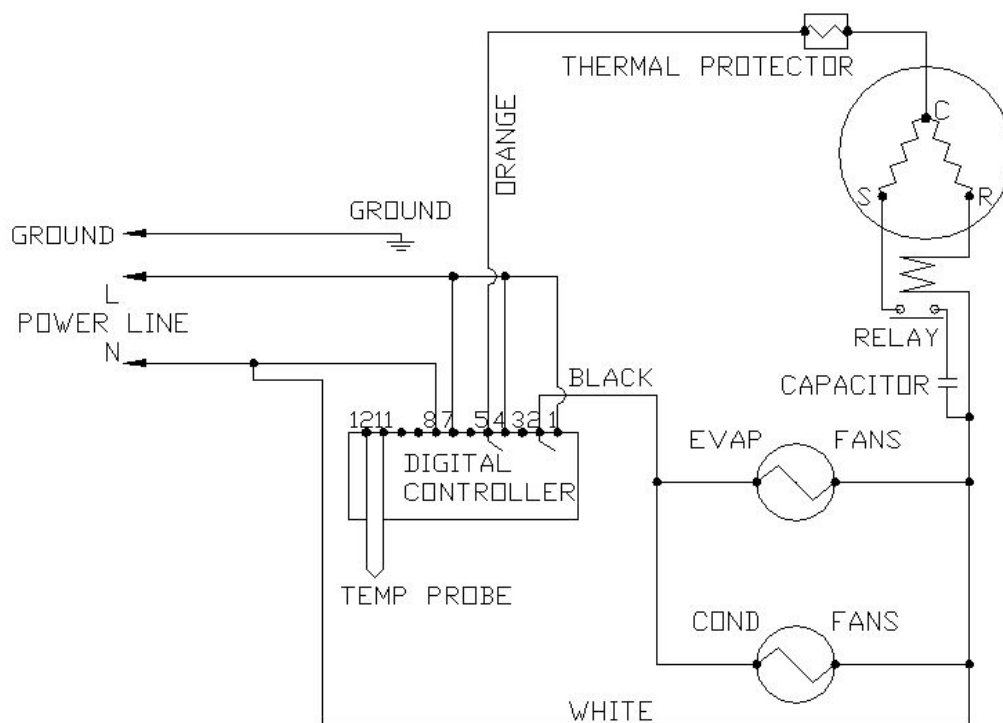 THERMAL PROTECTOR
C
S
R
ORANGE
GROUND
GROUND
L
POWER LINE
N
RELAY
CAPACITOR
BLACK
12 11 8 7 5 4 3 2 1
DIGITAL
CONTROLLER
EVAP FANS
TEMP PROBE
COND FANS
WHITE